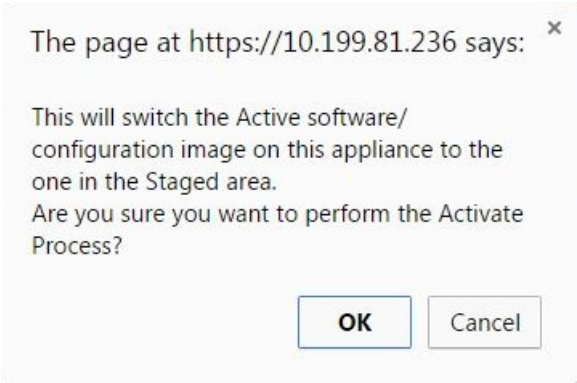 The page at https://10.199.81.236 says:
×
This will switch the Active software/
configuration image on this appliance to the
one in the Staged area.
Are you sure you want to perform the Activate
Process?
OK
Cancel